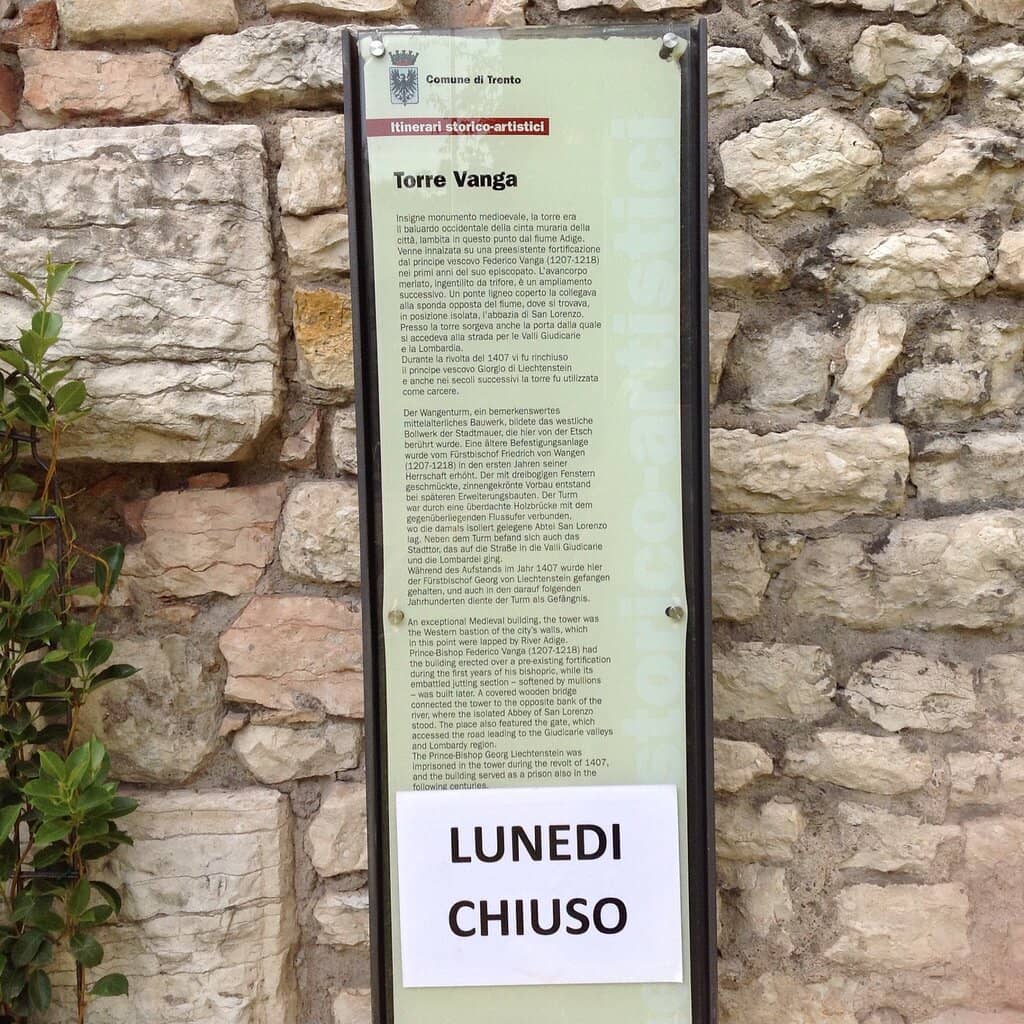 Comune di Trento
Itinerari storico-artistici
Torre Vanga
Insigne monumento medioevale, la torre era
il baluardo occidentale della cinta muraria della
città, lambita in questo punto dal fiume Adige.
Venne innalzata su una preesistente fortificazione
dal principe vescovo Federico Vanga (1207-1218)
nei primi anni del suo episcopato. L'avancorpo
merlato, ingentilito da trifore, è un ampliamento
successivo. Un ponte ligneo coperto la collegava
alla sponda opposta del fiume, dove si trovava,
in posizione isolata, l'abbazia di San Lorenzo.
Presso la torre sorgeva anche la porta dalla quale
si accedeva alla strada per le Valli Giudicarie
e la Lombardia.
Durante la rivolta del 1407 vi fu rinchiuso
il principe vescovo Giorgio di Liechtenstein
e anche nei secoli successivi la torre fu utilizzata
come carcere.
Der Wangenturm, ein bemerkenswertes
mittelalterliches Bauwerk, bildete das westliche
Bollwerk der Stadtmauer, die hier von der Etsch
berührt wurde. Eine ältere Befestigungsanlage
wurde vom Fürstbischof Friedrich von Wangen
(1207-1218) in den ersten Jahren seiner
Herrschaft erhöht. Der mit dreibogigen Fenstern
geschmückte, zinnengekrönte Vorbau entstand
bei späteren Erweiterungsbauten. Der Turm
war durch eine überdachte Holzbrücke mit dem
gegenüberliegenden Flussufer verbunden,
wo die damals isoliert gelegene Abtei San Lorenzo
lag. Neben dem Turm befand sich auch das
Stadttor, das auf die Straße in die Valli Giudicarie
und die Lombardei ging.
Während des Aufstands im Jahr 1407 wurde hier
der Fürstbischof Georg von Liechtenstein gefangen
gehalten, und auch in den darauf folgenden
Jahrhunderten diente der Turm als Gefängnis.
An exceptional Medieval building, the tower was
the Western bastion of the city's walls, which
in this point were lapped by River Adige.
Prince-Bishop Federico Vanga (1207-1218) had
the building erected over a pre-existing fortification
during the first years of his bishopric, while its
embattled jutting section – softened by mullions
– was built later. A covered wooden bridge
connected the tower to the opposite bank of the
river, where the isolated Abbey of San Lorenzo
stood. The place also featured the gate, which
accessed the road leading to the Giudicarie valleys
and Lombardy region.
The Prince-Bishop Georg Liechtenstein was
imprisoned in the tower during the revolt of 1407,
and the building served as a prison also in the
following centuries.
storico-artistici
LUNEDI
CHIUSO